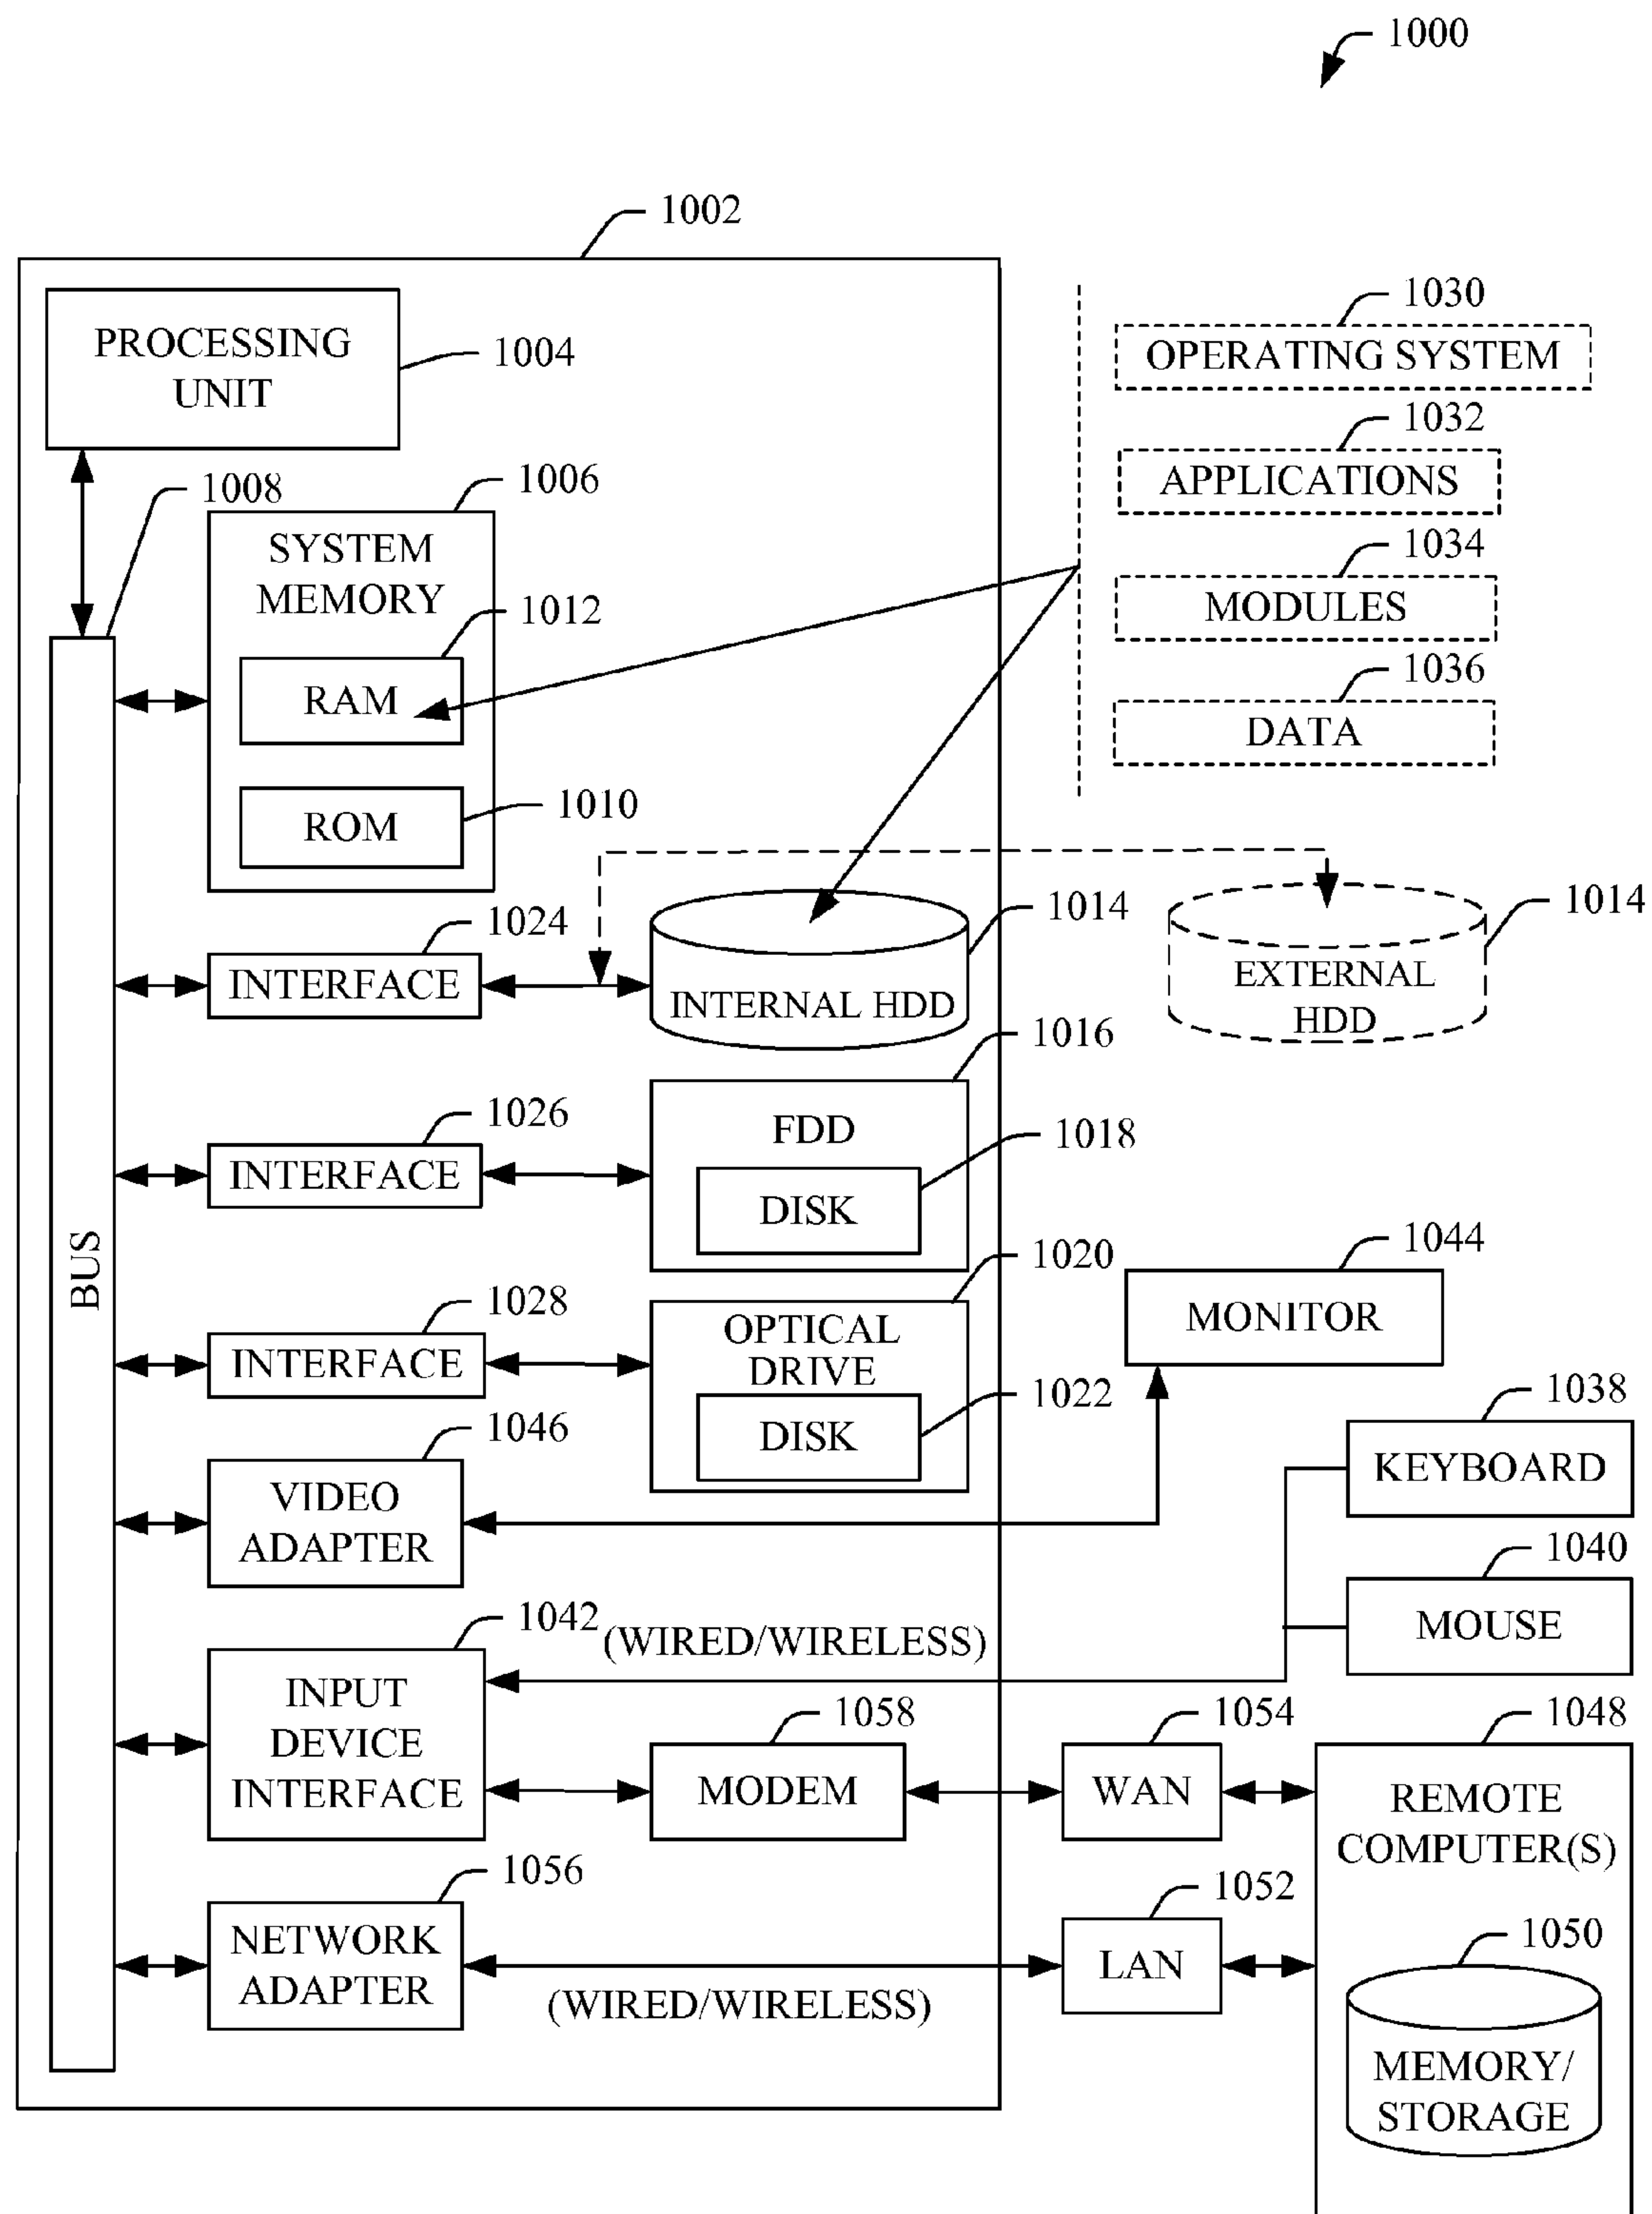 1000
1002
PROCESSING
UNIT
1004
1030
OPERATING SYSTEM
1032
APPLICATIONS
1034
MODULES
1036
DATA
1008
1006
SYSTEM
MEMORY
1012
RAM
1010
ROM
1024
INTERFACE
1014
INTERNAL HDD
1014
EXTERNAL
HDD
1026
INTERFACE
1016
FDD
1018
DISK
BUS
1028
INTERFACE
1020
OPTICAL
DRIVE
1022
DISK
1044
MONITOR
1046
VIDEO
ADAPTER
1038
KEYBOARD
1040
MOUSE
1042
(WIRED/WIRELESS)
INPUT
DEVICE
INTERFACE
1058
MODEM
1054
WAN
1048
REMOTE
COMPUTER(S)
1056
NETWORK
ADAPTER
(WIRED/WIRELESS)
1052
LAN
1050
MEMORY/
STORAGE